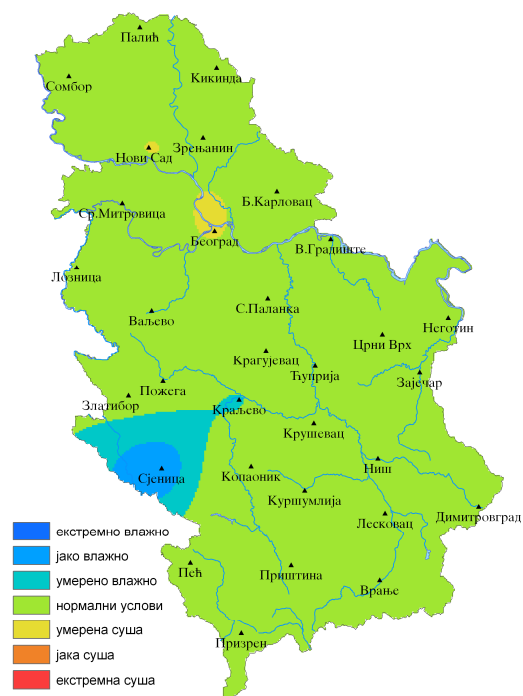 Палић
Сомбор
Кикинда
Зрењанин
Нови Сад
Ср.Митровица
Б.Карловац
Београд
В.Градиште
Лозница
С.Паланка
Ваљево
Неготин
Црни Врх
Крагујевац
Ћуприја
Зајечар
Пожега
Златибор
Краљево
Крушевац
Сјеница
Копаоник
Ниш
Куршумлија
Лесковац
Димитровград
Пећ
Приштина
Врање
Призрен
екстремно влажно
јако влажно
умерено влажно
нормални услови
умерена суша
јака суша
екстремна суша